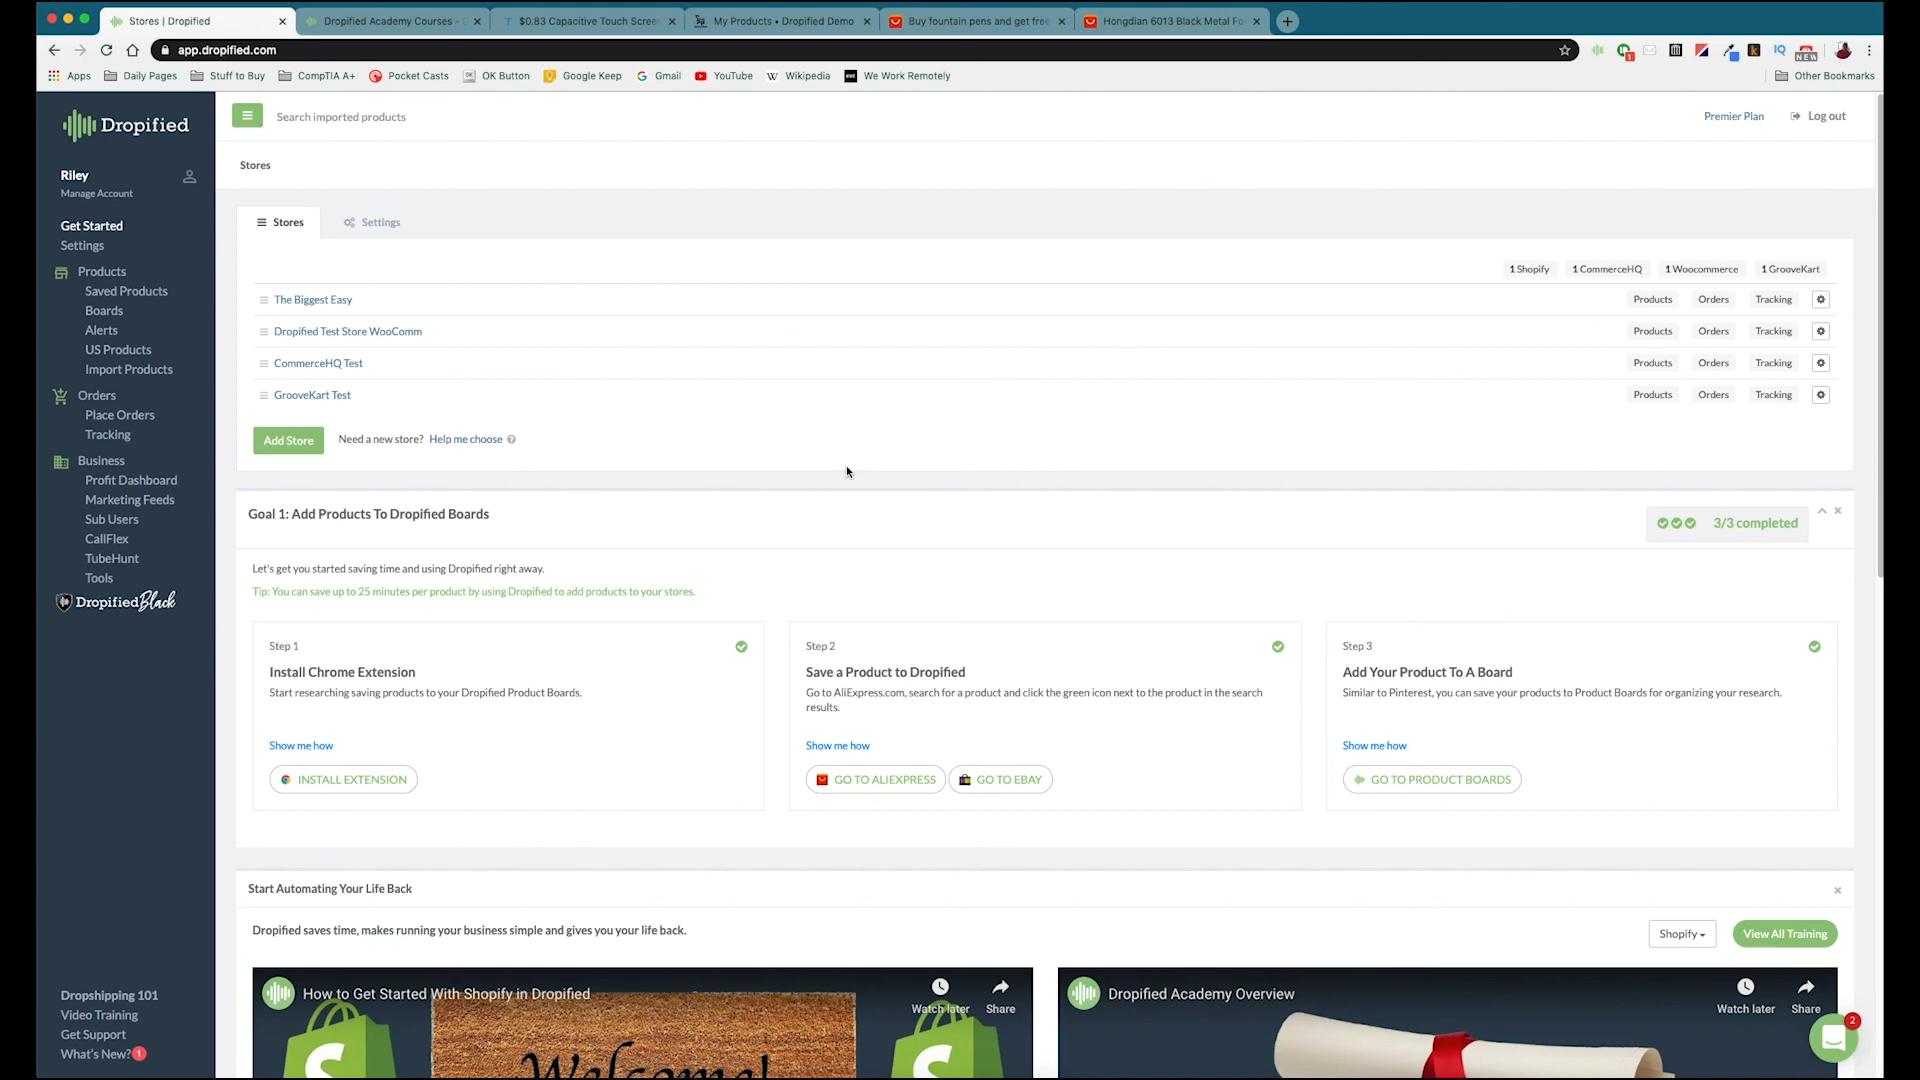 Stores | Dropified
Dropified Academy Courses -
$0.83 Capacitive Touch Screen
My Products • Dropified Demo
Buy fountain pens and get free
Hongdian 6013 Black Metal Fo
app.dropified.com
NEW
Apps
Daily Pages
Stuff to Buy
CompTIA A+
Pocket Casts
OK Button
Google Keep
Gmail
YouTube
Wikipedia
We Work Remotely
Other Bookmarks
Dropified
Search imported products
Premier Plan
Log out
Riley
Manage Account
Get Started
Settings
Products
Saved Products
Boards
Alerts
US Products
Import Products
Orders
Place Orders
Tracking
Business
Profit Dashboard
Marketing Feeds
Sub Users
CallFlex
TubeHunt
Tools
Dropified Black
Dropshipping 101
Video Training
Get Support
What's New? 1
Stores
Stores
Settings
1 Shopify
1 CommerceHQ
1 Woocommerce
1 GrooveKart
The Biggest Easy
Products
Orders
Tracking
Dropified Test Store WooComm
Products
Orders
Tracking
CommerceHQ Test
Products
Orders
Tracking
GrooveKart Test
Products
Orders
Tracking
Add Store
Need a new store? Help me choose
Goal 1: Add Products To Dropified Boards
3/3 completed
Let's get you started saving time and using Dropified right away.
Tip: You can save up to 25 minutes per product by using Dropified to add products to your stores.
Step 1
Install Chrome Extension
Start researching saving products to your Dropified Product Boards.
Show me how
INSTALL EXTENSION
Step 2
Save a Product to Dropified
Go to AliExpress.com, search for a product and click the green icon next to the product in the search
results.
Show me how
GO TO ALIEXPRESS
GO TO EBAY
Step 3
Add Your Product To A Board
Similar to Pinterest, you can save your products to Product Boards for organizing your research.
Show me how
GO TO PRODUCT BOARDS
Start Automating Your Life Back
Dropified saves time, makes running your business simple and gives you your life back.
Shopify
View All Training
How to Get Started With Shopify in Dropified
Watch later
Share
Welcome!
Dropified Academy Overview
Watch later
Share
2